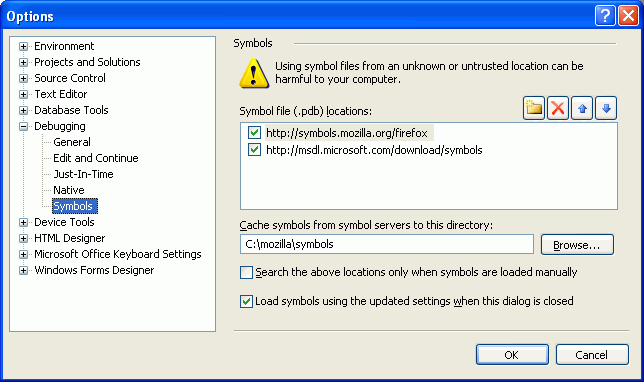 Options
Environment
Projects and Solutions
Source Control
Text Editor
Database Tools
Debugging
General
Edit and Continue
Just-In-Time
Native
Symbols
Device Tools
HTML Designer
Microsoft Office Keyboard Settings
Windows Forms Designer
Symbols
Using symbol files from an unknown or untrusted location can be
harmful to your computer.
Symbol file (.pdb) locations:
http://symbols.mozilla.org/firefox
http://msdl.microsoft.com/download/symbols
Cache symbols from symbol servers to this directory:
C:\mozilla\symbols
Browse...
Search the above locations only when symbols are loaded manually
Load symbols using the updated settings when this dialog is closed
OK
Cancel